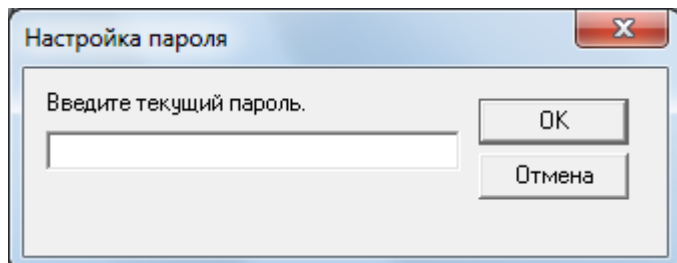 Настройка пароля
Введите текущий пароль.
OK
Отмена